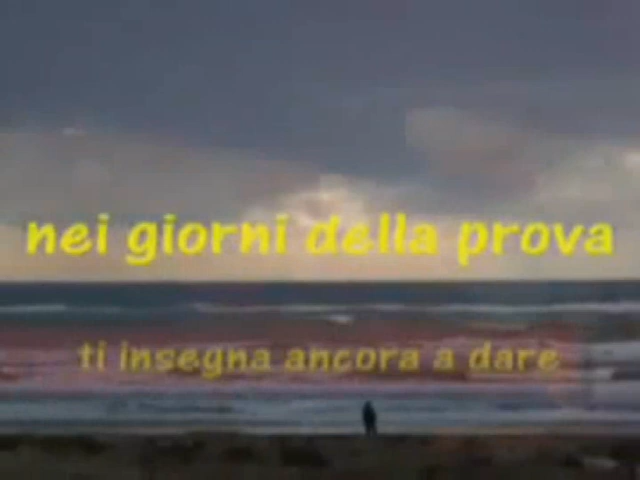 nei giorni della prova
ti insegna ancora a dare